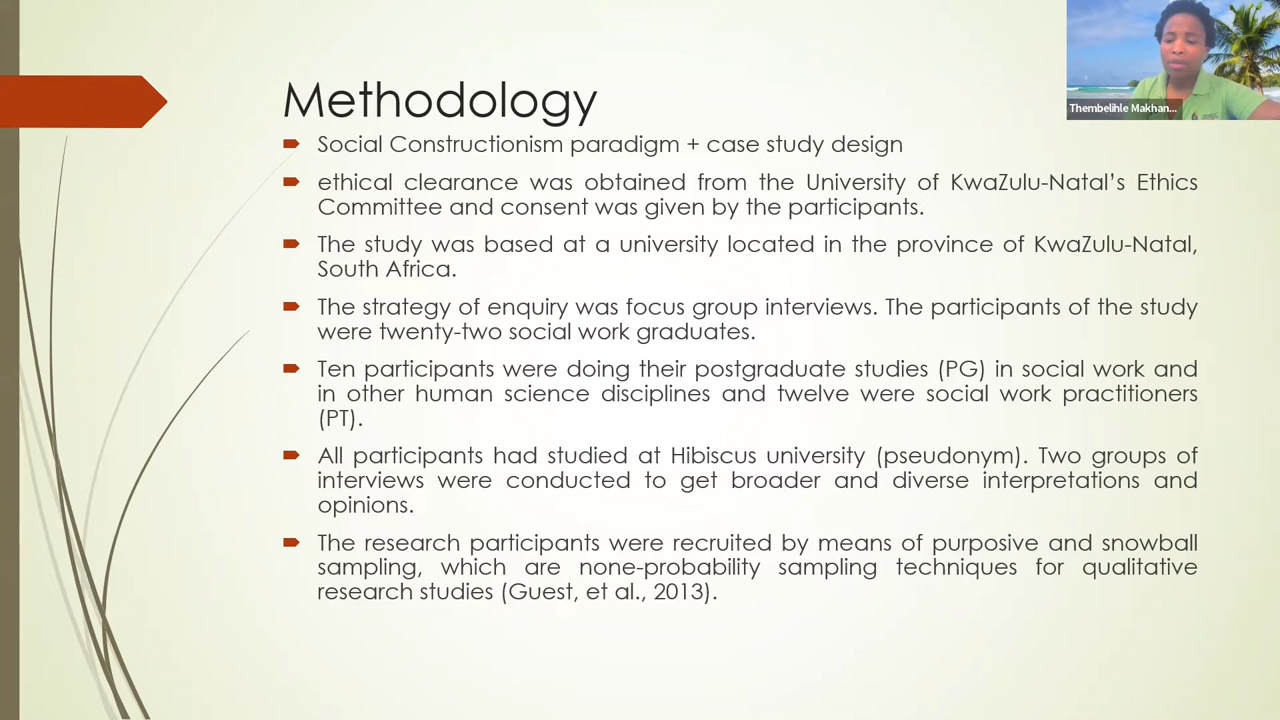 Thembelihle Makhan...
Methodology
Social Constructionism paradigm + case study design
ethical clearance was obtained from the University of KwaZulu-Natal’s Ethics
Committee and consent was given by the participants.
The study was based at a university located in the province of KwaZulu-Natal,
South Africa.
The strategy of enquiry was focus group interviews. The participants of the study
were twenty-two social work graduates.
Ten participants were doing their postgraduate studies (PG) in social work and
in other human science disciplines and twelve were social work practitioners
(PT).
All participants had studied at Hibiscus university (pseudonym). Two groups of
interviews were conducted to get broader and diverse interpretations and
opinions.
The research participants were recruited by means of purposive and snowball
sampling, which are none-probability sampling techniques for qualitative
research studies (Guest, et al., 2013).